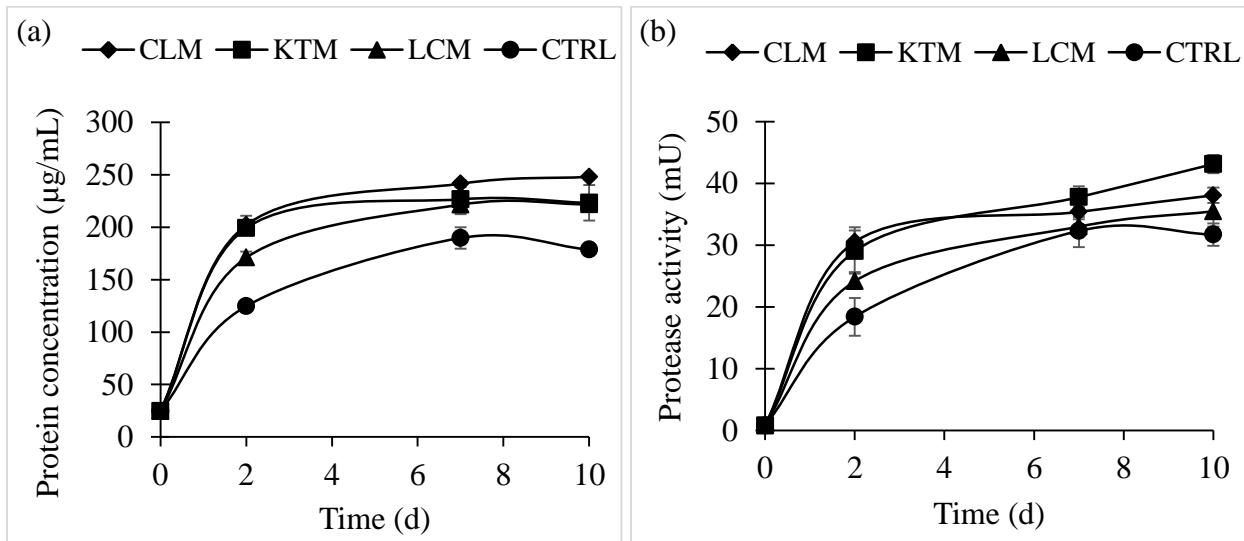 (a)
CLM KTM LCM CTRL
Protein concentration (µg/mL)
300
250
200
150
100
50
0
0 2 4 6 8 10
Time (d)
(b)
CLM KTM LCM CTRL
Protease activity (mU)
50
40
30
20
10
0
0 2 4 6 8 10
Time (d)